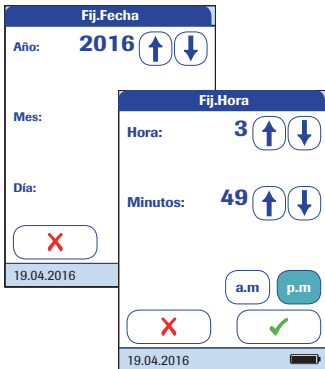 Fij.Fecha
Año: 2016
Mes:
Día:
19.04.2016
Fij.Hora
Hora: 3
Minutos: 49
a.m p.m
19.04.2016